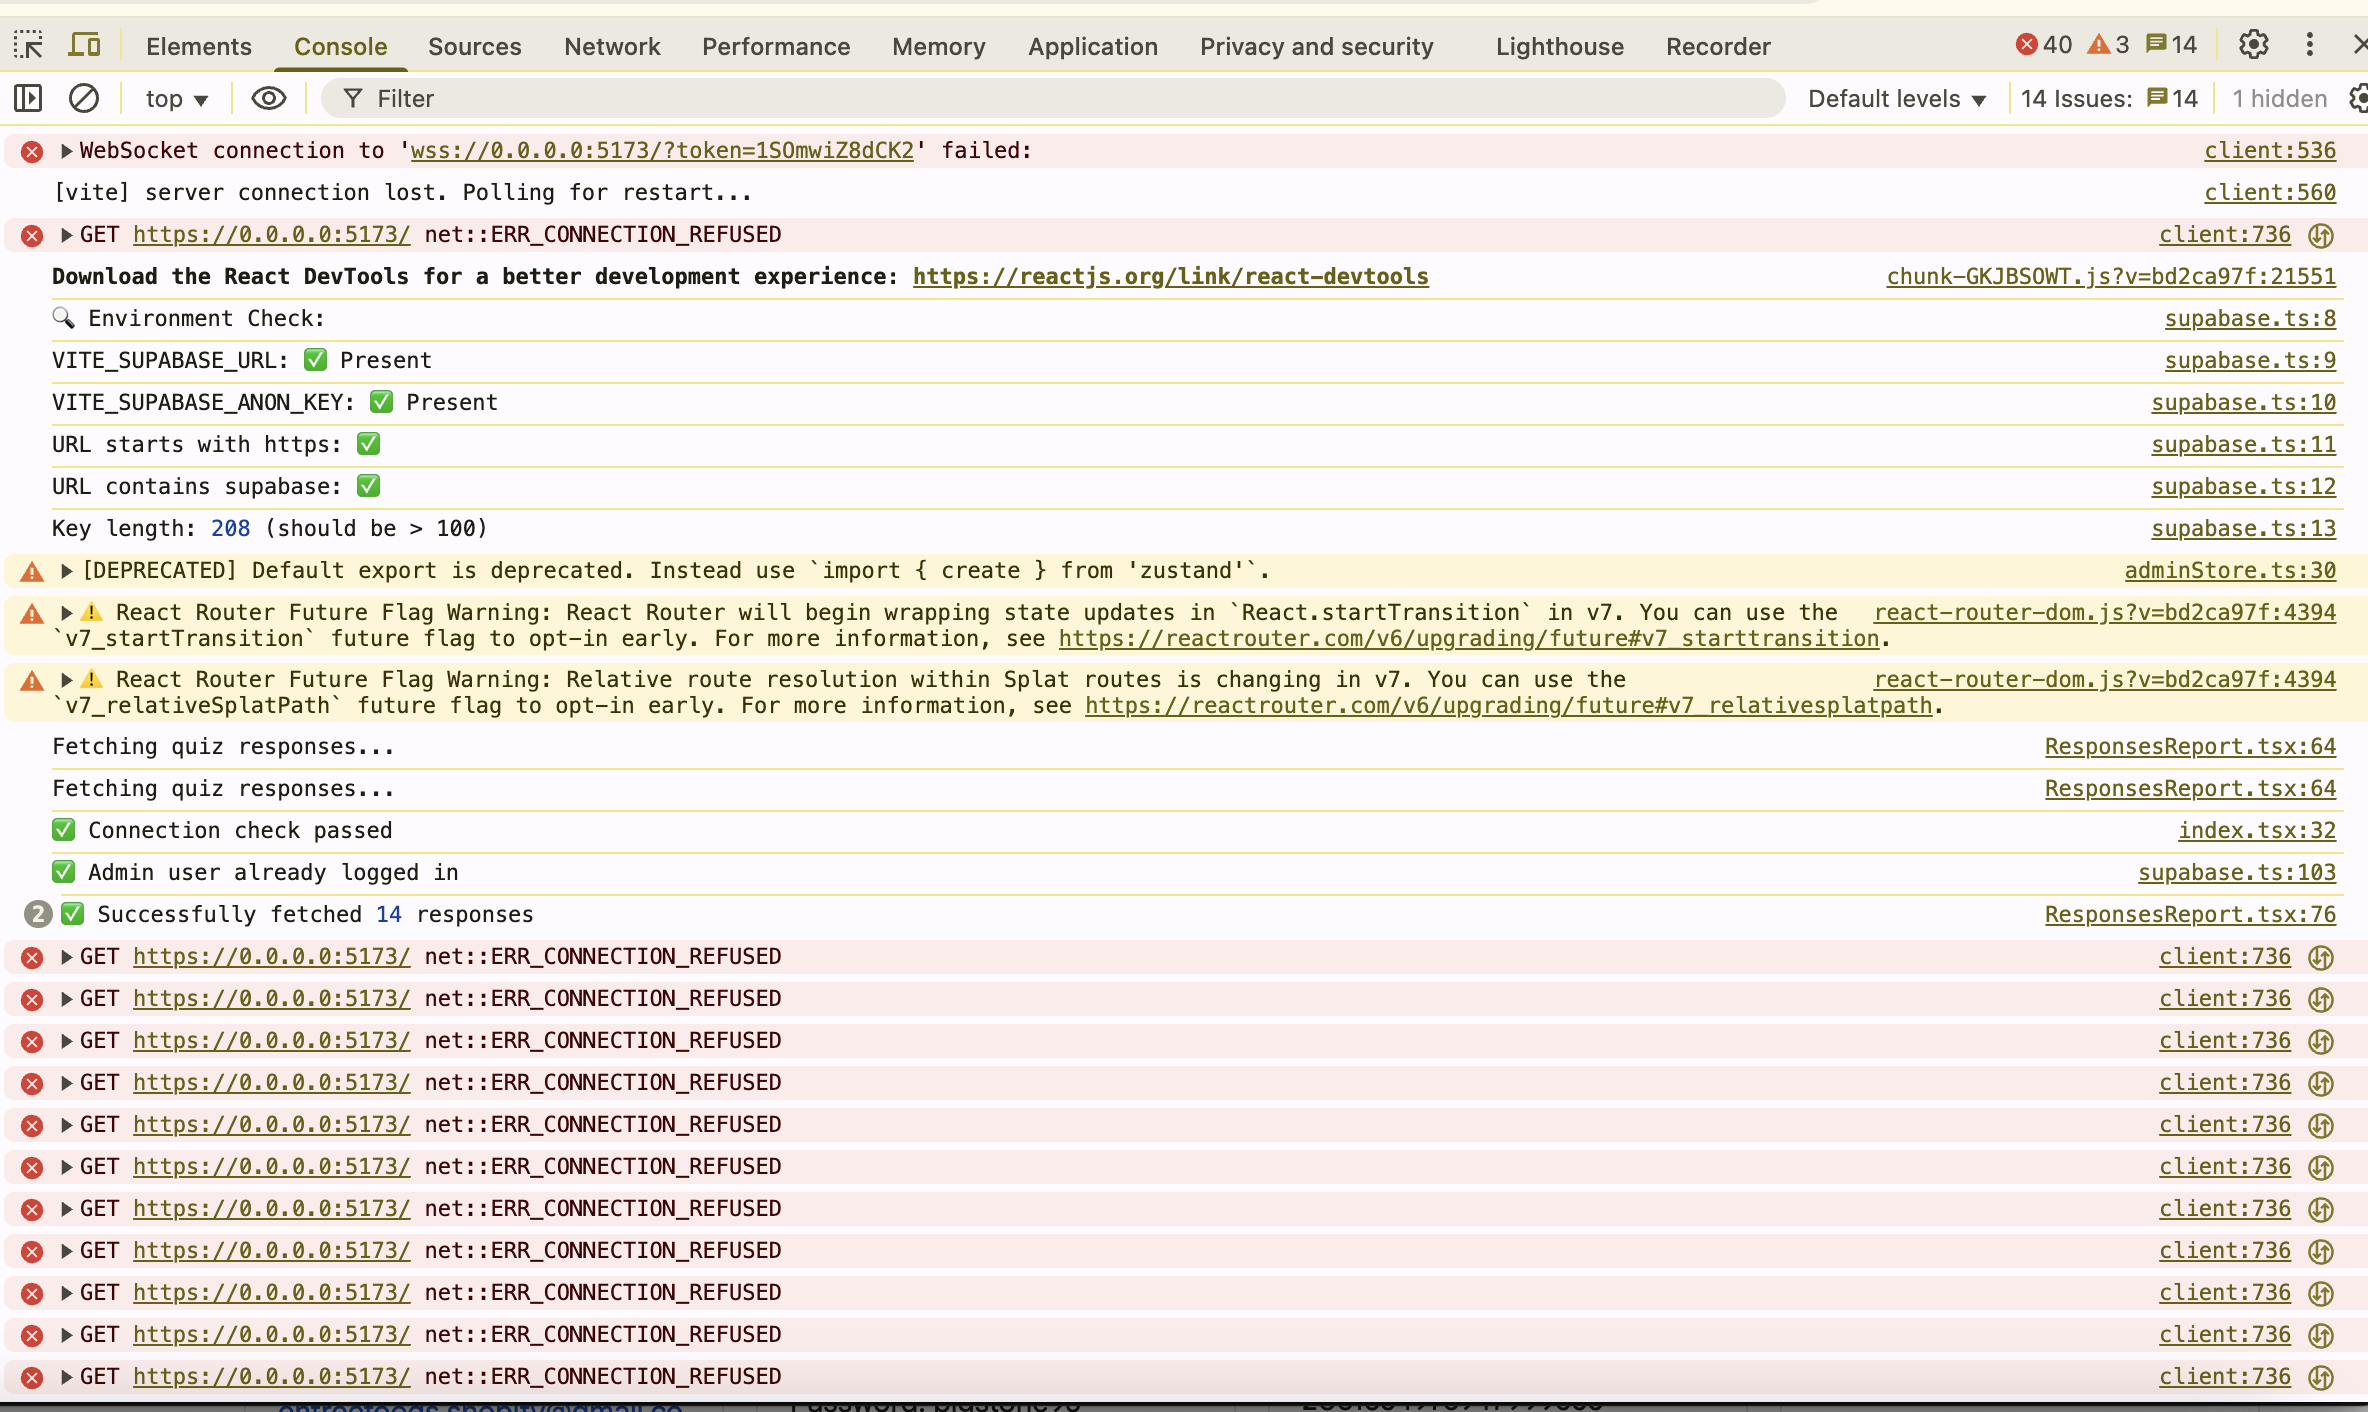 Elements Console Sources Network Performance Memory Application Privacy and security Lighthouse Recorder 40 3 14
top Filter Default levels 14 Issues: 14 1 hidden
WebSocket connection to 'wss://0.0.0.0:5173/?token=1SOmwiZ8dCK2' failed: client:536
[vite] server connection lost. Polling for restart... client:560
GET https://0.0.0.0:5173/ net::ERR_CONNECTION_REFUSED client:736
Download the React DevTools for a better development experience: https://reactjs.org/link/react-devtools chunk-GKJBSOWT.js?v=bd2ca97f:21551
🔍 Environment Check: supabase.ts:8
VITE_SUPABASE_URL: ✅ Present supabase.ts:9
VITE_SUPABASE_ANON_KEY: ✅ Present supabase.ts:10
URL starts with https: ✅ supabase.ts:11
URL contains supabase: ✅ supabase.ts:12
Key length: 208 (should be > 100) supabase.ts:13
[DEPRECATED] Default export is deprecated. Instead use `import { create } from 'zustand'`. adminStore.ts:30
⚠️ React Router Future Flag Warning: React Router will begin wrapping state updates in `React.startTransition` in v7. You can use the react-router-dom.js?v=bd2ca97f:4394
`v7_startTransition` future flag to opt-in early. For more information, see https://reactrouter.com/v6/upgrading/future#v7_starttransition.
⚠️ React Router Future Flag Warning: Relative route resolution within Splat routes is changing in v7. You can use the react-router-dom.js?v=bd2ca97f:4394
`v7_relativeSplatPath` future flag to opt-in early. For more information, see https://reactrouter.com/v6/upgrading/future#v7_relativesplatpath.
Fetching quiz responses... ResponsesReport.tsx:64
Fetching quiz responses... ResponsesReport.tsx:64
✅ Connection check passed index.tsx:32
✅ Admin user already logged in supabase.ts:103
2 ✅ Successfully fetched 14 responses ResponsesReport.tsx:76
GET https://0.0.0.0:5173/ net::ERR_CONNECTION_REFUSED client:736
GET https://0.0.0.0:5173/ net::ERR_CONNECTION_REFUSED client:736
GET https://0.0.0.0:5173/ net::ERR_CONNECTION_REFUSED client:736
GET https://0.0.0.0:5173/ net::ERR_CONNECTION_REFUSED client:736
GET https://0.0.0.0:5173/ net::ERR_CONNECTION_REFUSED client:736
GET https://0.0.0.0:5173/ net::ERR_CONNECTION_REFUSED client:736
GET https://0.0.0.0:5173/ net::ERR_CONNECTION_REFUSED client:736
GET https://0.0.0.0:5173/ net::ERR_CONNECTION_REFUSED client:736
GET https://0.0.0.0:5173/ net::ERR_CONNECTION_REFUSED client:736
GET https://0.0.0.0:5173/ net::ERR_CONNECTION_REFUSED client:736
GET https://0.0.0.0:5173/ net::ERR_CONNECTION_REFUSED client:736